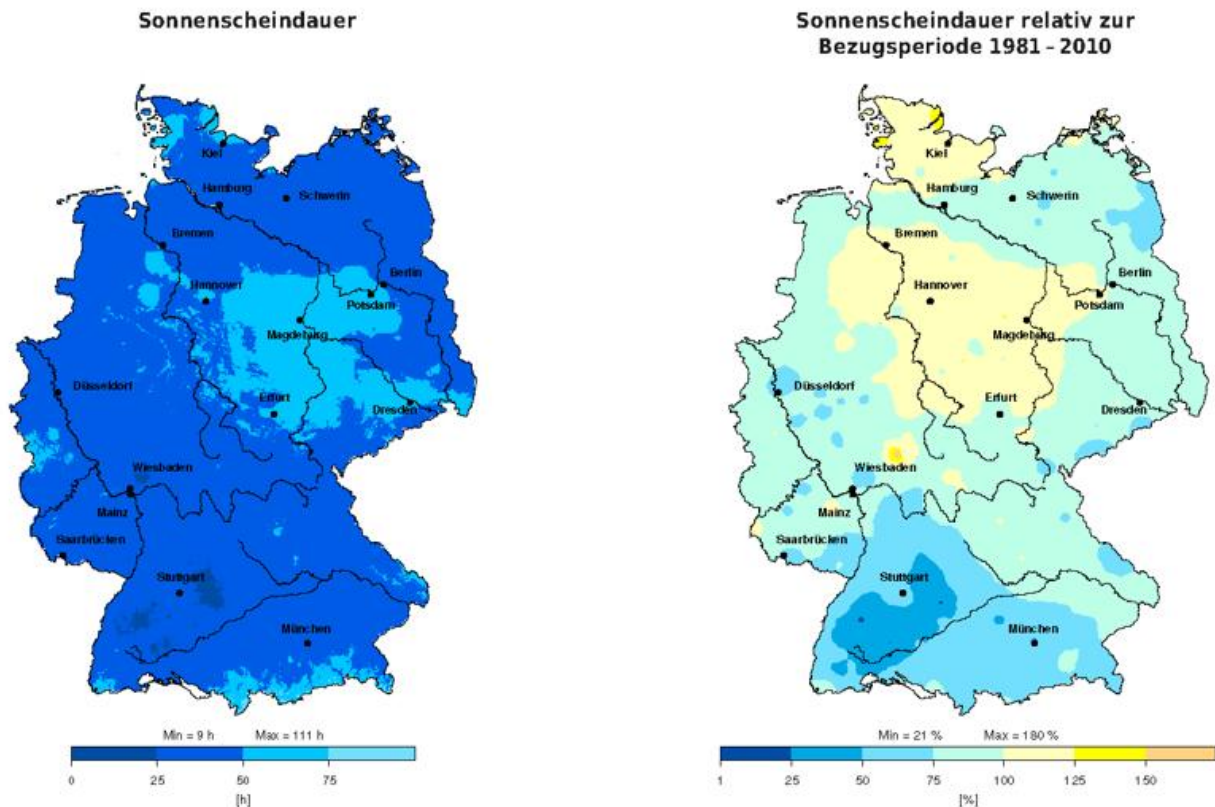 Sonnenscheindauer
Kiel
Hamburg
Schwerin
Bremen
Berlin
Hannover
Potsdam
Magdeburg
Düsseldorf
Erfurt
Dresden
Wiesbaden
Mainz
Saarbrücken
Stuttgart
München
Min = 9 h Max = 111 h
0 25 50 75
[h]
Sonnenscheindauer relativ zur
Bezugsperiode 1981 – 2010
Kiel
Hamburg
Schwerin
Bremen
Berlin
Hannover
Potsdam
Magdeburg
Düsseldorf
Erfurt
Dresden
Wiesbaden
Mainz
Saarbrücken
Stuttgart
München
Min = 21 % Max = 180 %
1 25 50 75 100 125 150
[%]